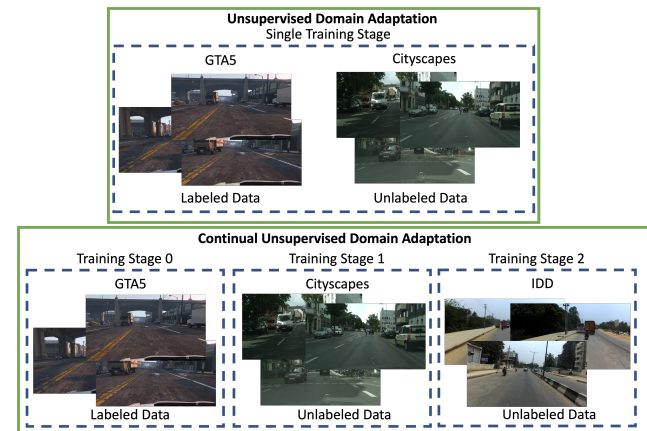 Unsupervised Domain Adaptation
Single Training Stage
GTA5 Cityscapes
Labeled Data Unlabeled Data
Continual Unsupervised Domain Adaptation
Training Stage 0 Training Stage 1 Training Stage 2
GTA5 Cityscapes IDD
Labeled Data Unlabeled Data Unlabeled Data